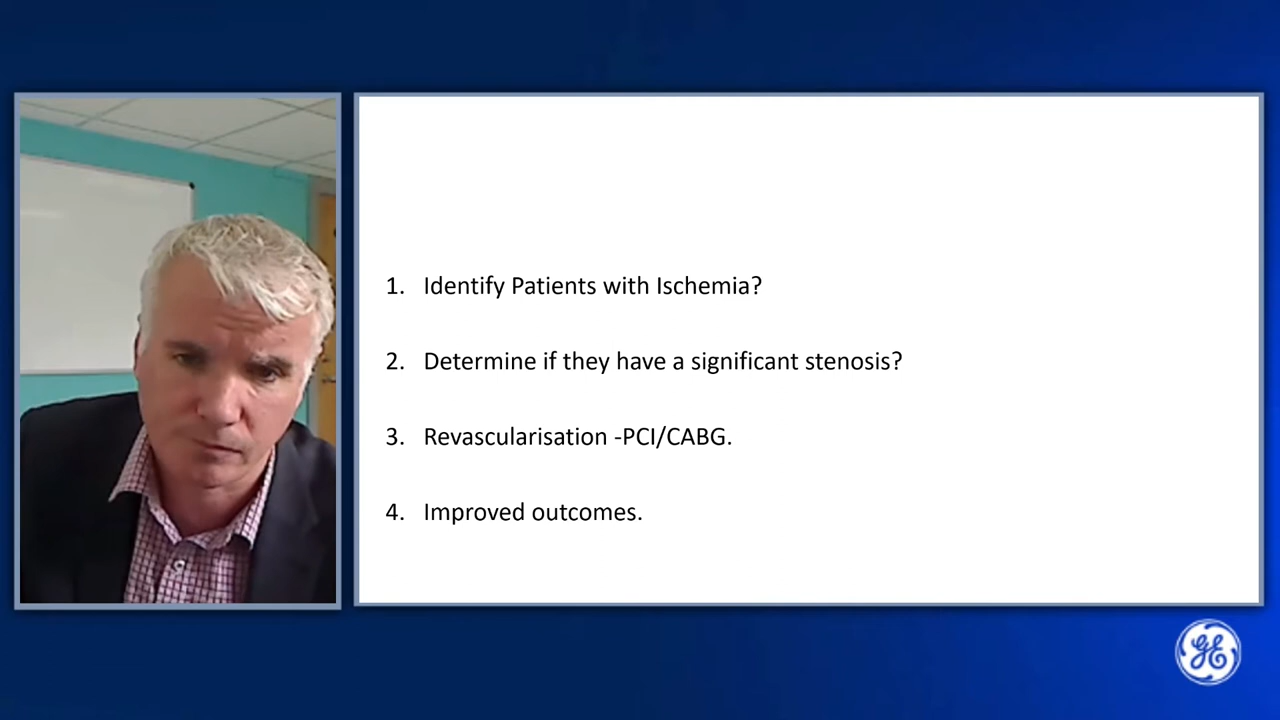 1. Identify Patients with Ischemia?
2. Determine if they have a significant stenosis?
3. Revascularisation -PCI/CABG.
4. Improved outcomes.
GE